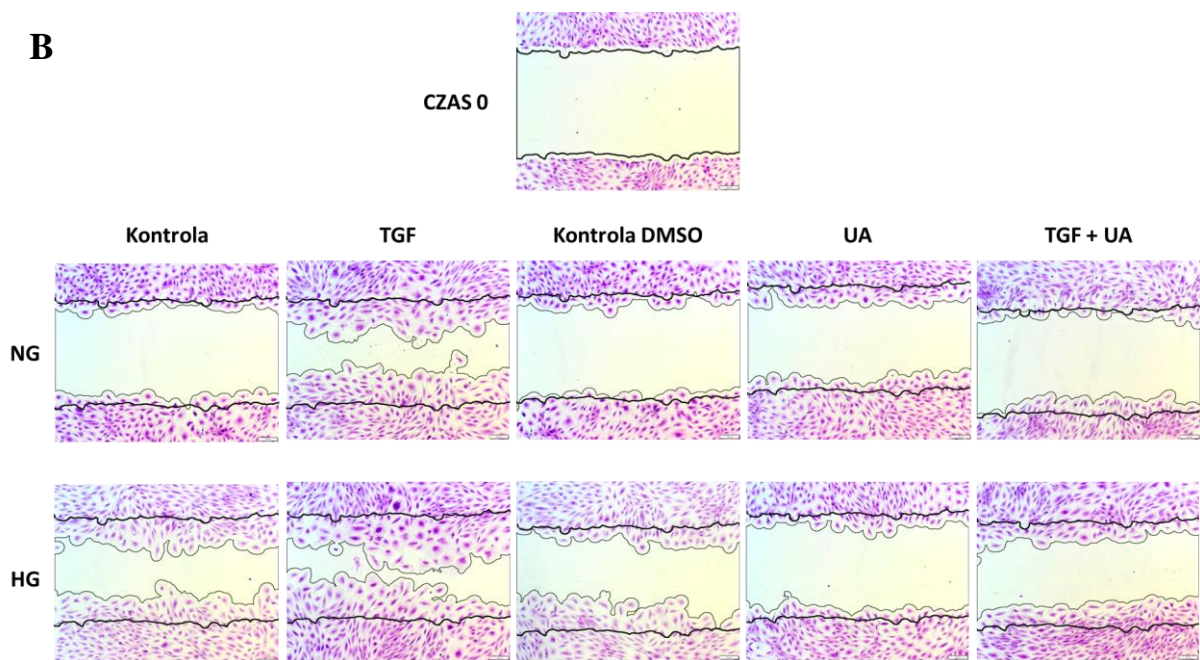 B
CZAS 0
Kontrola TGF Kontrola DMSO UA TGF + UA
NG
HG